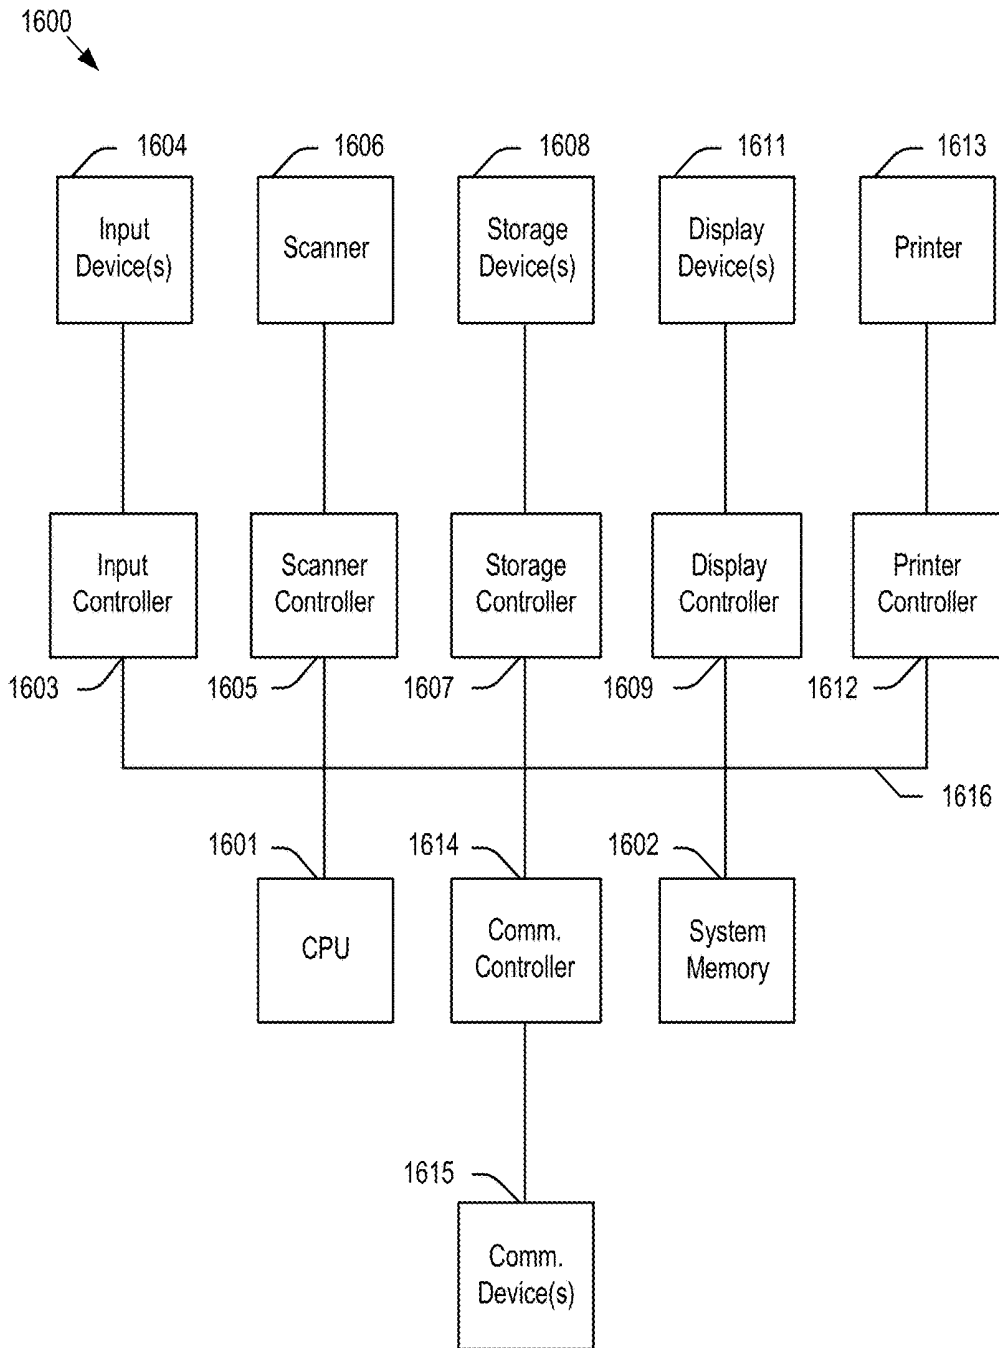 1600
1604
1606
1608
1611
1613
Input
Device(s)
Scanner
Storage
Device(s)
Display
Device(s)
Printer
Input
Controller
Scanner
Controller
Storage
Controller
Display
Controller
Printer
Controller
1603
1605
1607
1609
1612
1616
1601
1614
1602
CPU
Comm.
Controller
System
Memory
1615
Comm.
Device(s)